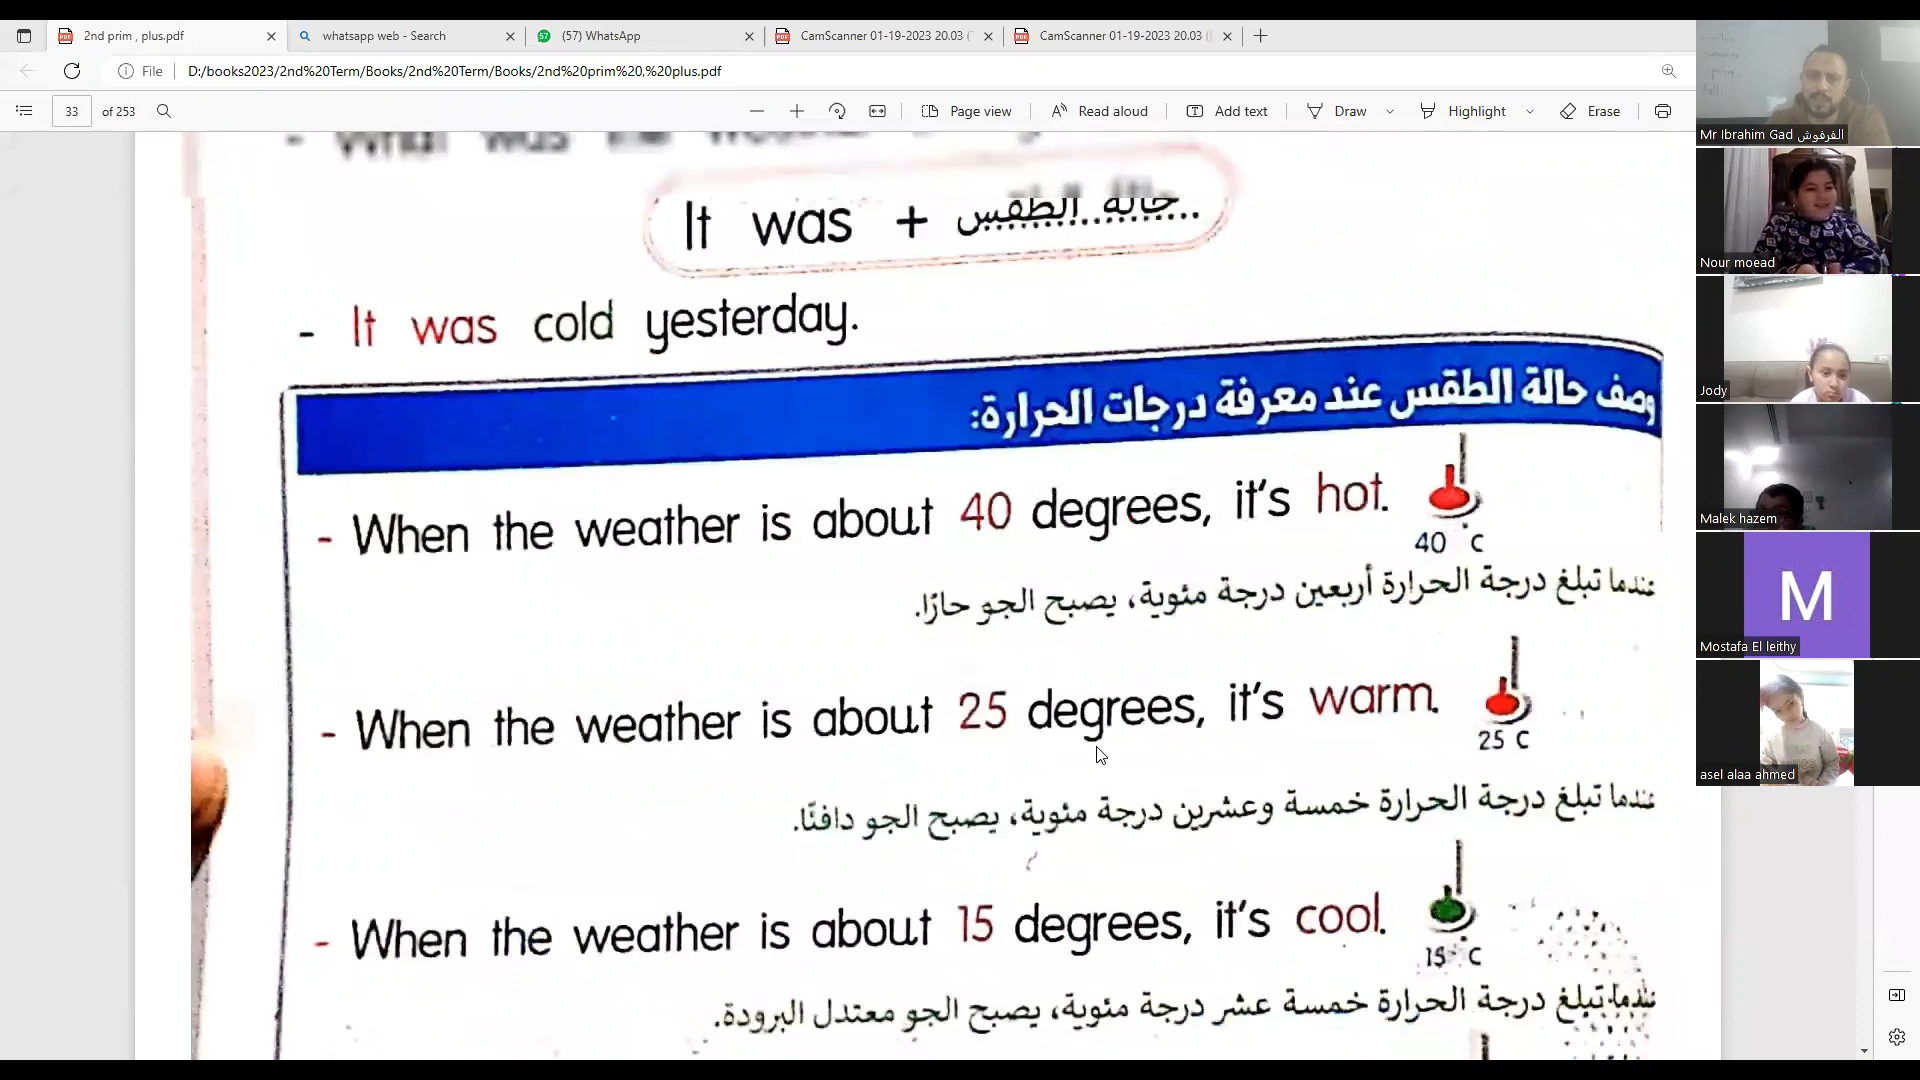 2nd prim , plus.pdf
whatsapp web - Search
(57) WhatsApp
CamScanner 01-19-2023 20.03 (
CamScanner 01-19-2023 20.03 (
File
D:/books2023/2nd%20Term/Books/2nd%20Term/Books/2nd%20prim%20,%20plus.pdf
33 of 253
Page view
Read aloud
Add text
Draw
Highlight
Erase
It was + حالة الطقس
- It was cold yesterday.
وصف حالة الطقس عند معرفة درجات الحرارة:
- When the weather is about 40 degrees, it's hot.
40 C
عندما تبلغ درجة الحرارة أربعين درجة مئوية، يصبح الجو حارًا.
- When the weather is about 25 degrees, it's warm.
25 C
عندما تبلغ درجة الحرارة خمسة وعشرين درجة مئوية، يصبح الجو دافئًا.
- When the weather is about 15 degrees, it's cool.
15 C
عندما تبلغ درجة الحرارة خمسة عشر درجة مئوية، يصبح الجو معتدل البرودة.
Mr Ibrahim Gad الفرفوش
Nour moead
Jody
Malek hazem
M
Mostafa El leithy
asel alaa ahmed